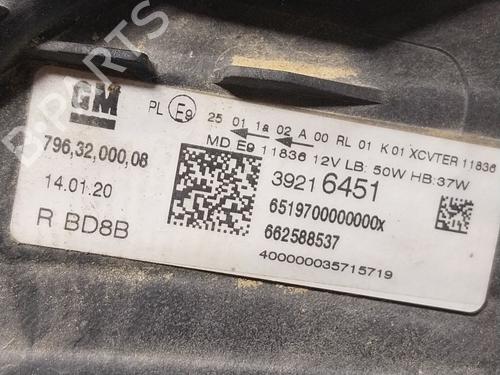 GM
PL E9 25 01 1a 02 A 00 RL 01 K 01 XCVTER 11836
MD E9 11836 12V LB: 50W HB:37W
796,32,000,08
14.01.20
R BD8B
39216451
6519700000000x
662588537
400000035715719
B-PARTS